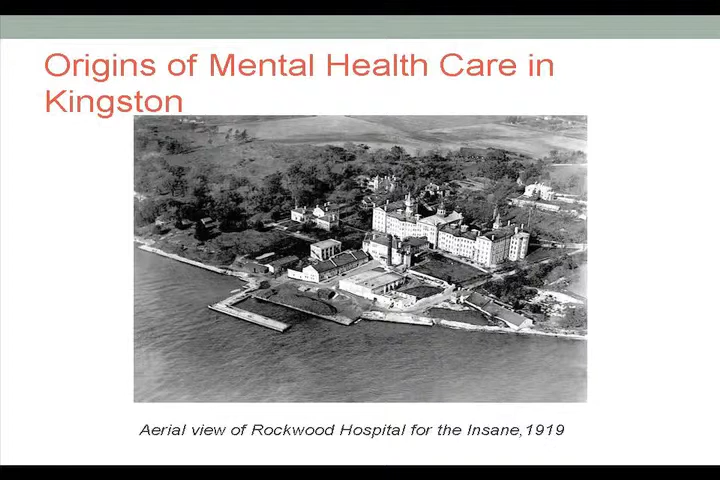 Origins of Mental Health Care in
Kingston
Aerial view of Rockwood Hospital for the Insane,1919